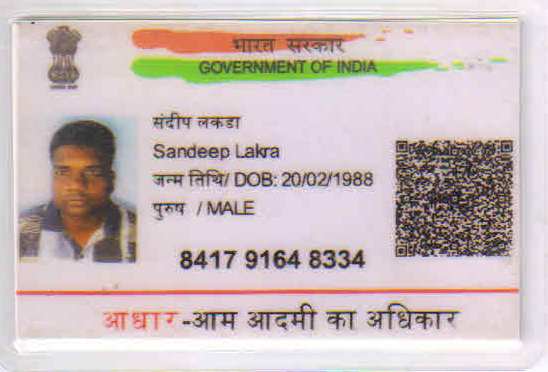 भारत सरकार
GOVERNMENT OF INDIA
संदीप लकडा
Sandeep Lakra
जन्म तिथि/ DOB: 20/02/1988
पुरुष / MALE
8417 9164 8334
आधार-आम आदमी का अधिकार